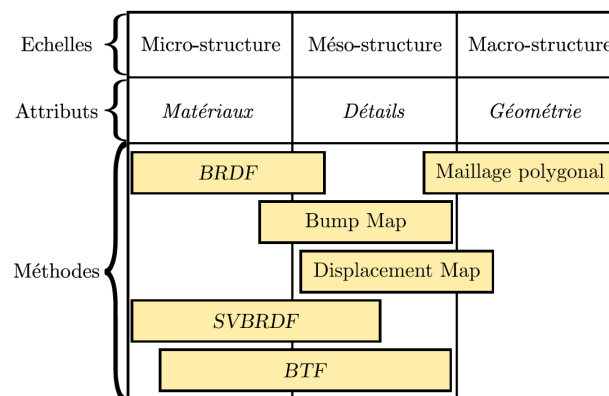 Echelles
Micro-structure
Méso-structure
Macro-structure
Attributs
Matériaux
Détails
Géométrie
Méthodes
BRDF
Maillage polygonal
Bump Map
Displacement Map
SVBRDF
BTF